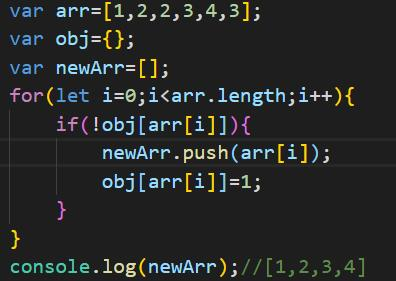 var arr=[1,2,2,3,4,3];
var obj={};
var newArr=[];
for(let i=0;i<arr.length;i++){
    if(!obj[arr[i]]){
        newArr.push(arr[i]);
        obj[arr[i]]=1;
    }
}
console.log(newArr);//[1,2,3,4]